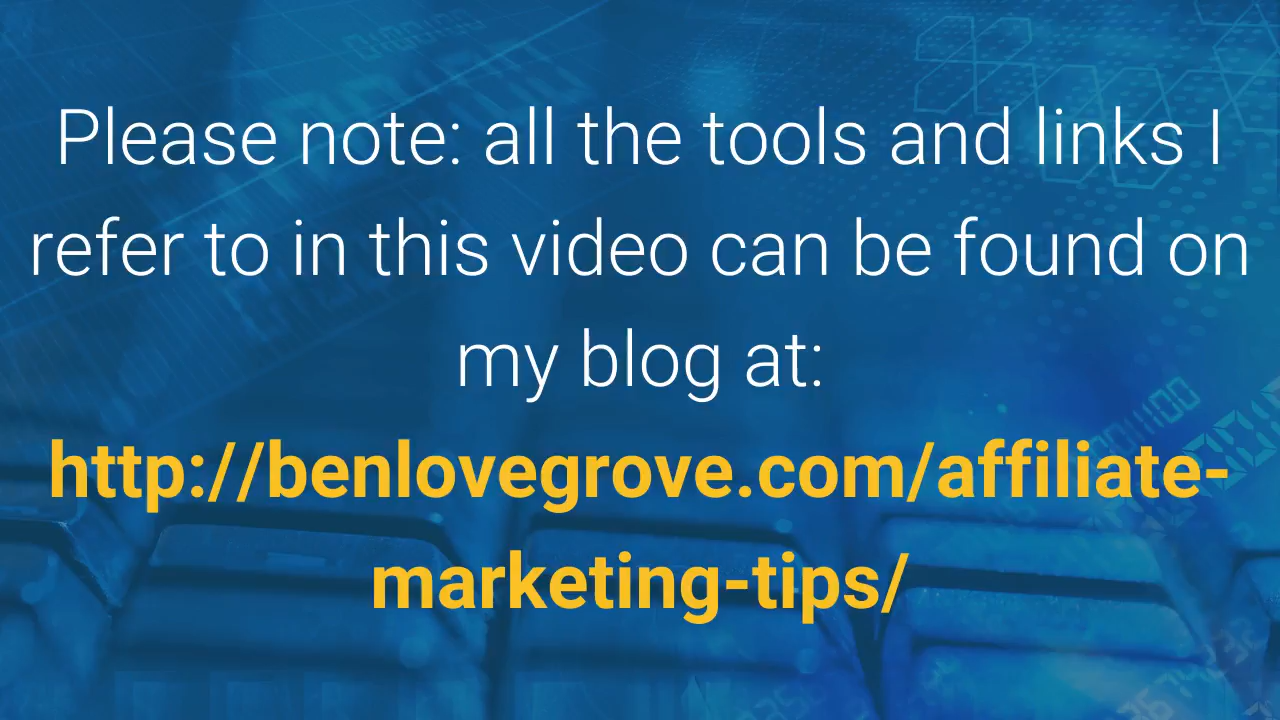 Please note: all the tools and links I
refer to in this video can be found on
my blog at:
http://benlovegrove.com/affiliate-
marketing-tips/